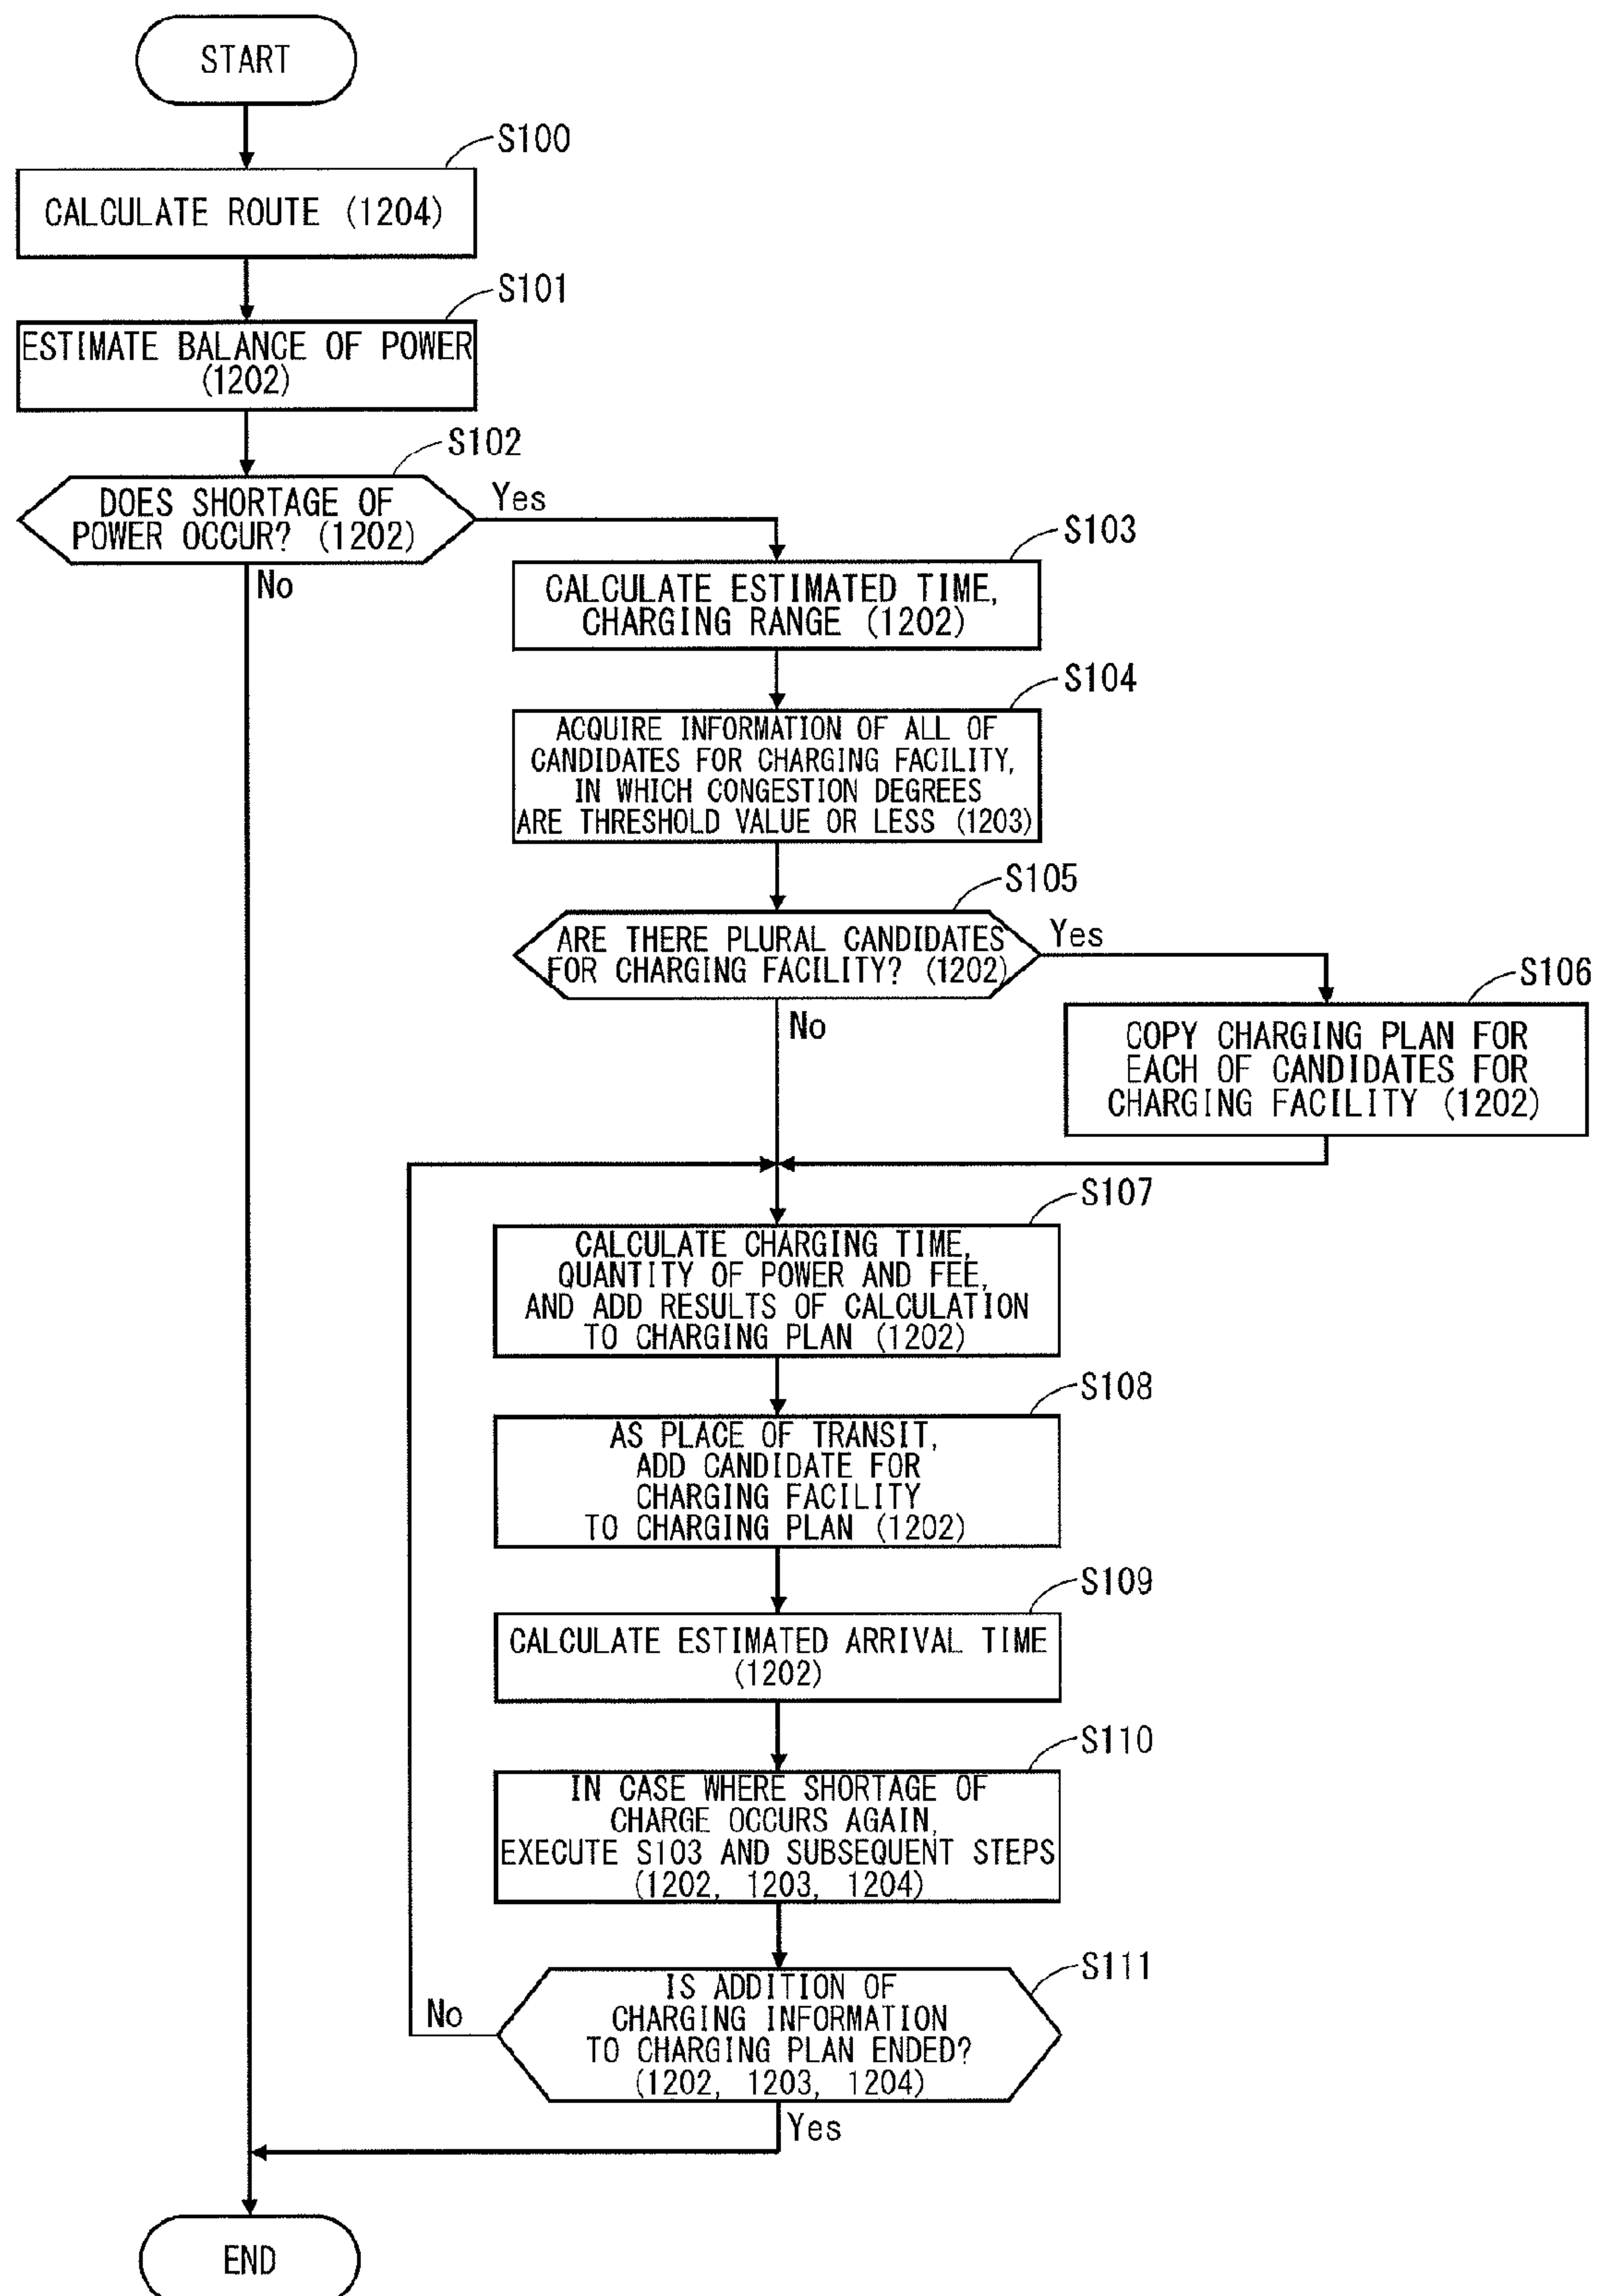 START
S100
CALCULATE ROUTE (1204)
S101
ESTIMATE BALANCE OF POWER
(1202)
S102
DOES SHORTAGE OF
POWER OCCUR? (1202)
Yes
No
S103
CALCULATE ESTIMATED TIME,
CHARGING RANGE (1202)
S104
ACQUIRE INFORMATION OF ALL OF
CANDIDATES FOR CHARGING FACILITY,
IN WHICH CONGESTION DEGREES
ARE THRESHOLD VALUE OR LESS (1203)
S105
ARE THERE PLURAL CANDIDATES
FOR CHARGING FACILITY? (1202)
Yes
No
S106
COPY CHARGING PLAN FOR
EACH OF CANDIDATES FOR
CHARGING FACILITY (1202)
S107
CALCULATE CHARGING TIME,
QUANTITY OF POWER AND FEE,
AND ADD RESULTS OF CALCULATION
TO CHARGING PLAN (1202)
S108
AS PLACE OF TRANSIT,
ADD CANDIDATE FOR
CHARGING FACILITY
TO CHARGING PLAN (1202)
S109
CALCULATE ESTIMATED ARRIVAL TIME
(1202)
S110
IN CASE WHERE SHORTAGE OF
CHARGE OCCURS AGAIN,
EXECUTE S103 AND SUBSEQUENT STEPS
(1202, 1203, 1204)
S111
IS ADDITION OF
CHARGING INFORMATION
TO CHARGING PLAN ENDED?
(1202, 1203, 1204)
No
Yes
END